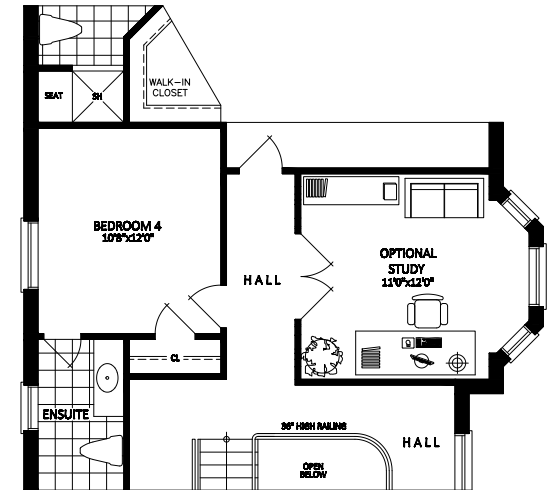 WALK-IN
CLOSET
SEAT
SH
BEDROOM 4
10'8"x12'0"
HALL
OPTIONAL
STUDY
11'0"x12'0"
CL
ENSUITE
36" HIGH RAILING
HALL
OPEN
BELOW